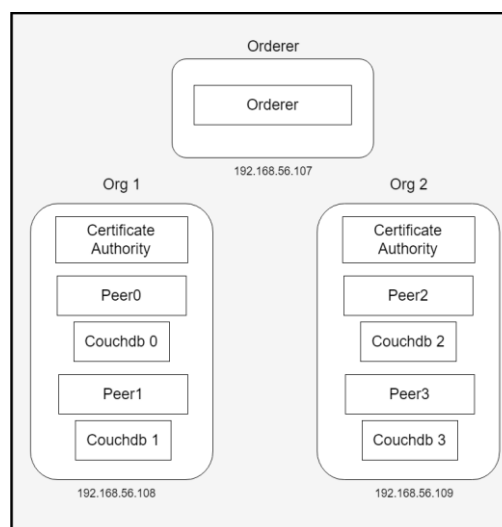 Orderer
Orderer
192.168.56.107
Org 1
Certificate
Authority
Peer0
Couchdb 0
Peer1
Couchdb 1
192.168.56.108
Org 2
Certificate
Authority
Peer2
Couchdb 2
Peer3
Couchdb 3
192.168.56.109